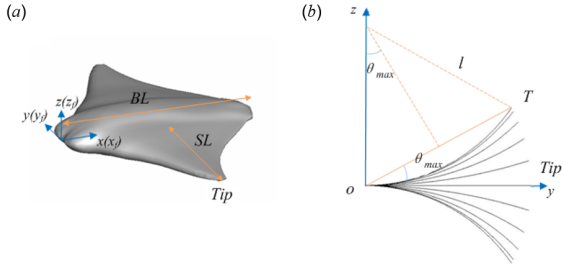 (a)
(b)
BL
z(z_f)
y(y_f)
x(x_f)
SL
Tip
z
θ_max
l
T
θ_max
Tip
o
y